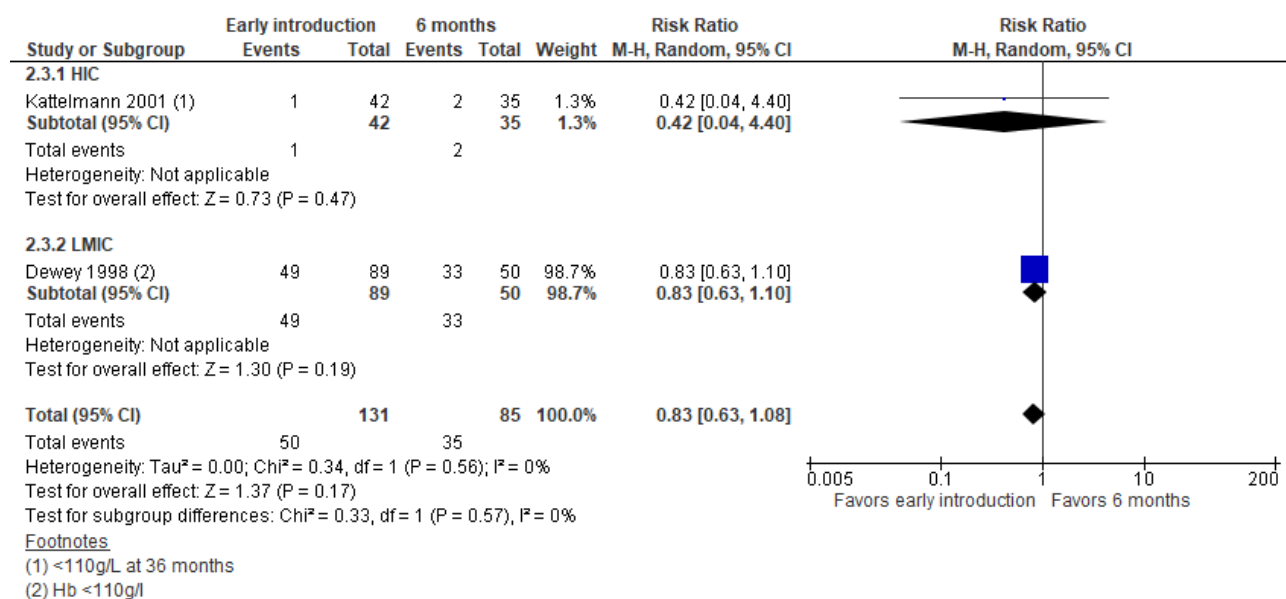 Early introduction 6 months Risk Ratio Risk Ratio
Study or Subgroup Events Total Events Total Weight M-H, Random, 95% CI M-H, Random, 95% CI
2.3.1 HIC
Kattelmann 2001 (1) 1 42 2 35 1.3% 0.42 [0.04, 4.40]
Subtotal (95% CI) 42 35 1.3% 0.42 [0.04, 4.40]
Total events 1 2
Heterogeneity: Not applicable
Test for overall effect: Z = 0.73 (P = 0.47)
2.3.2 LMIC
Dewey 1998 (2) 49 89 33 50 98.7% 0.83 [0.63, 1.10]
Subtotal (95% CI) 89 50 98.7% 0.83 [0.63, 1.10]
Total events 49 33
Heterogeneity: Not applicable
Test for overall effect: Z = 1.30 (P = 0.19)
Total (95% CI) 131 85 100.0% 0.83 [0.63, 1.08]
Total events 50 35
Heterogeneity: Tau² = 0.00; Chi² = 0.34, df = 1 (P = 0.56); I² = 0%
Test for overall effect: Z = 1.37 (P = 0.17)
Test for subgroup differences: Chi² = 0.33, df = 1 (P = 0.57), I² = 0%
0.005 0.1 1 10 200
Favors early introduction Favors 6 months
Footnotes
(1) <110g/L at 36 months
(2) Hb <110g/l